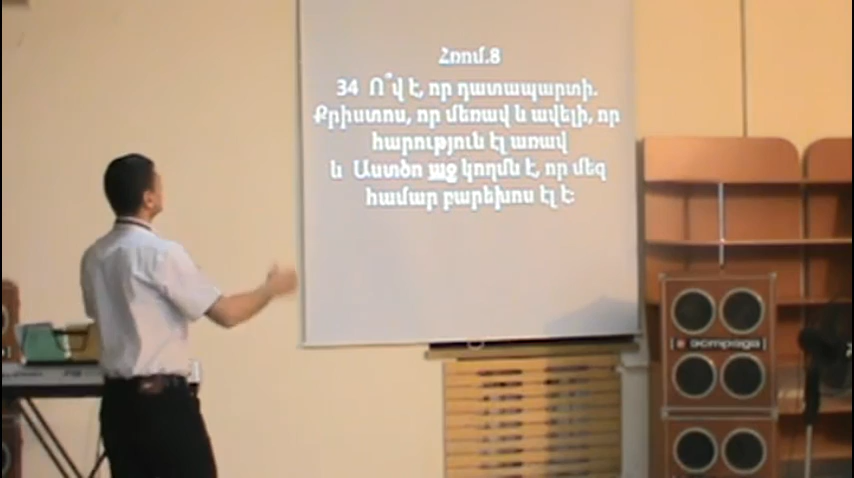 Հռոմ.8
34 Ո՞վ է, որ դատապարտի.
Քրիստոս, որ մեռավ և ավելի, որ
հարություն էլ առավ
և Աստծո աջ կողմն է, որ մեզ
համար բարեխոս էլ է: